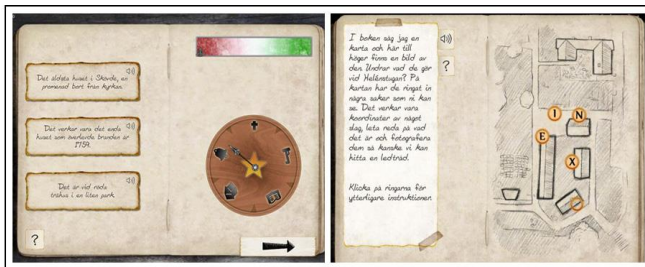 Det äldsta huset i Skövde, en
promenad bort från kyrkan.
Det verkar vara det enda
huset som överlevde branden år
1759.
Det är vid röda
trähus i en liten park.
?
I boken såg jag en
karta och här till
höger finns en bild av
den. Undrar vad de gör
vid Helénstugan? På
kartan har de ringat in
några saker som ni kan
se. Det verkar vara
koordinater av något
slag, leta reda på vad
det är och fotografera
dem så kanske vi kan
hitta en ledtråd.
Klicka på ringarna för
ytterligare instruktioner.
?
I N
E
X